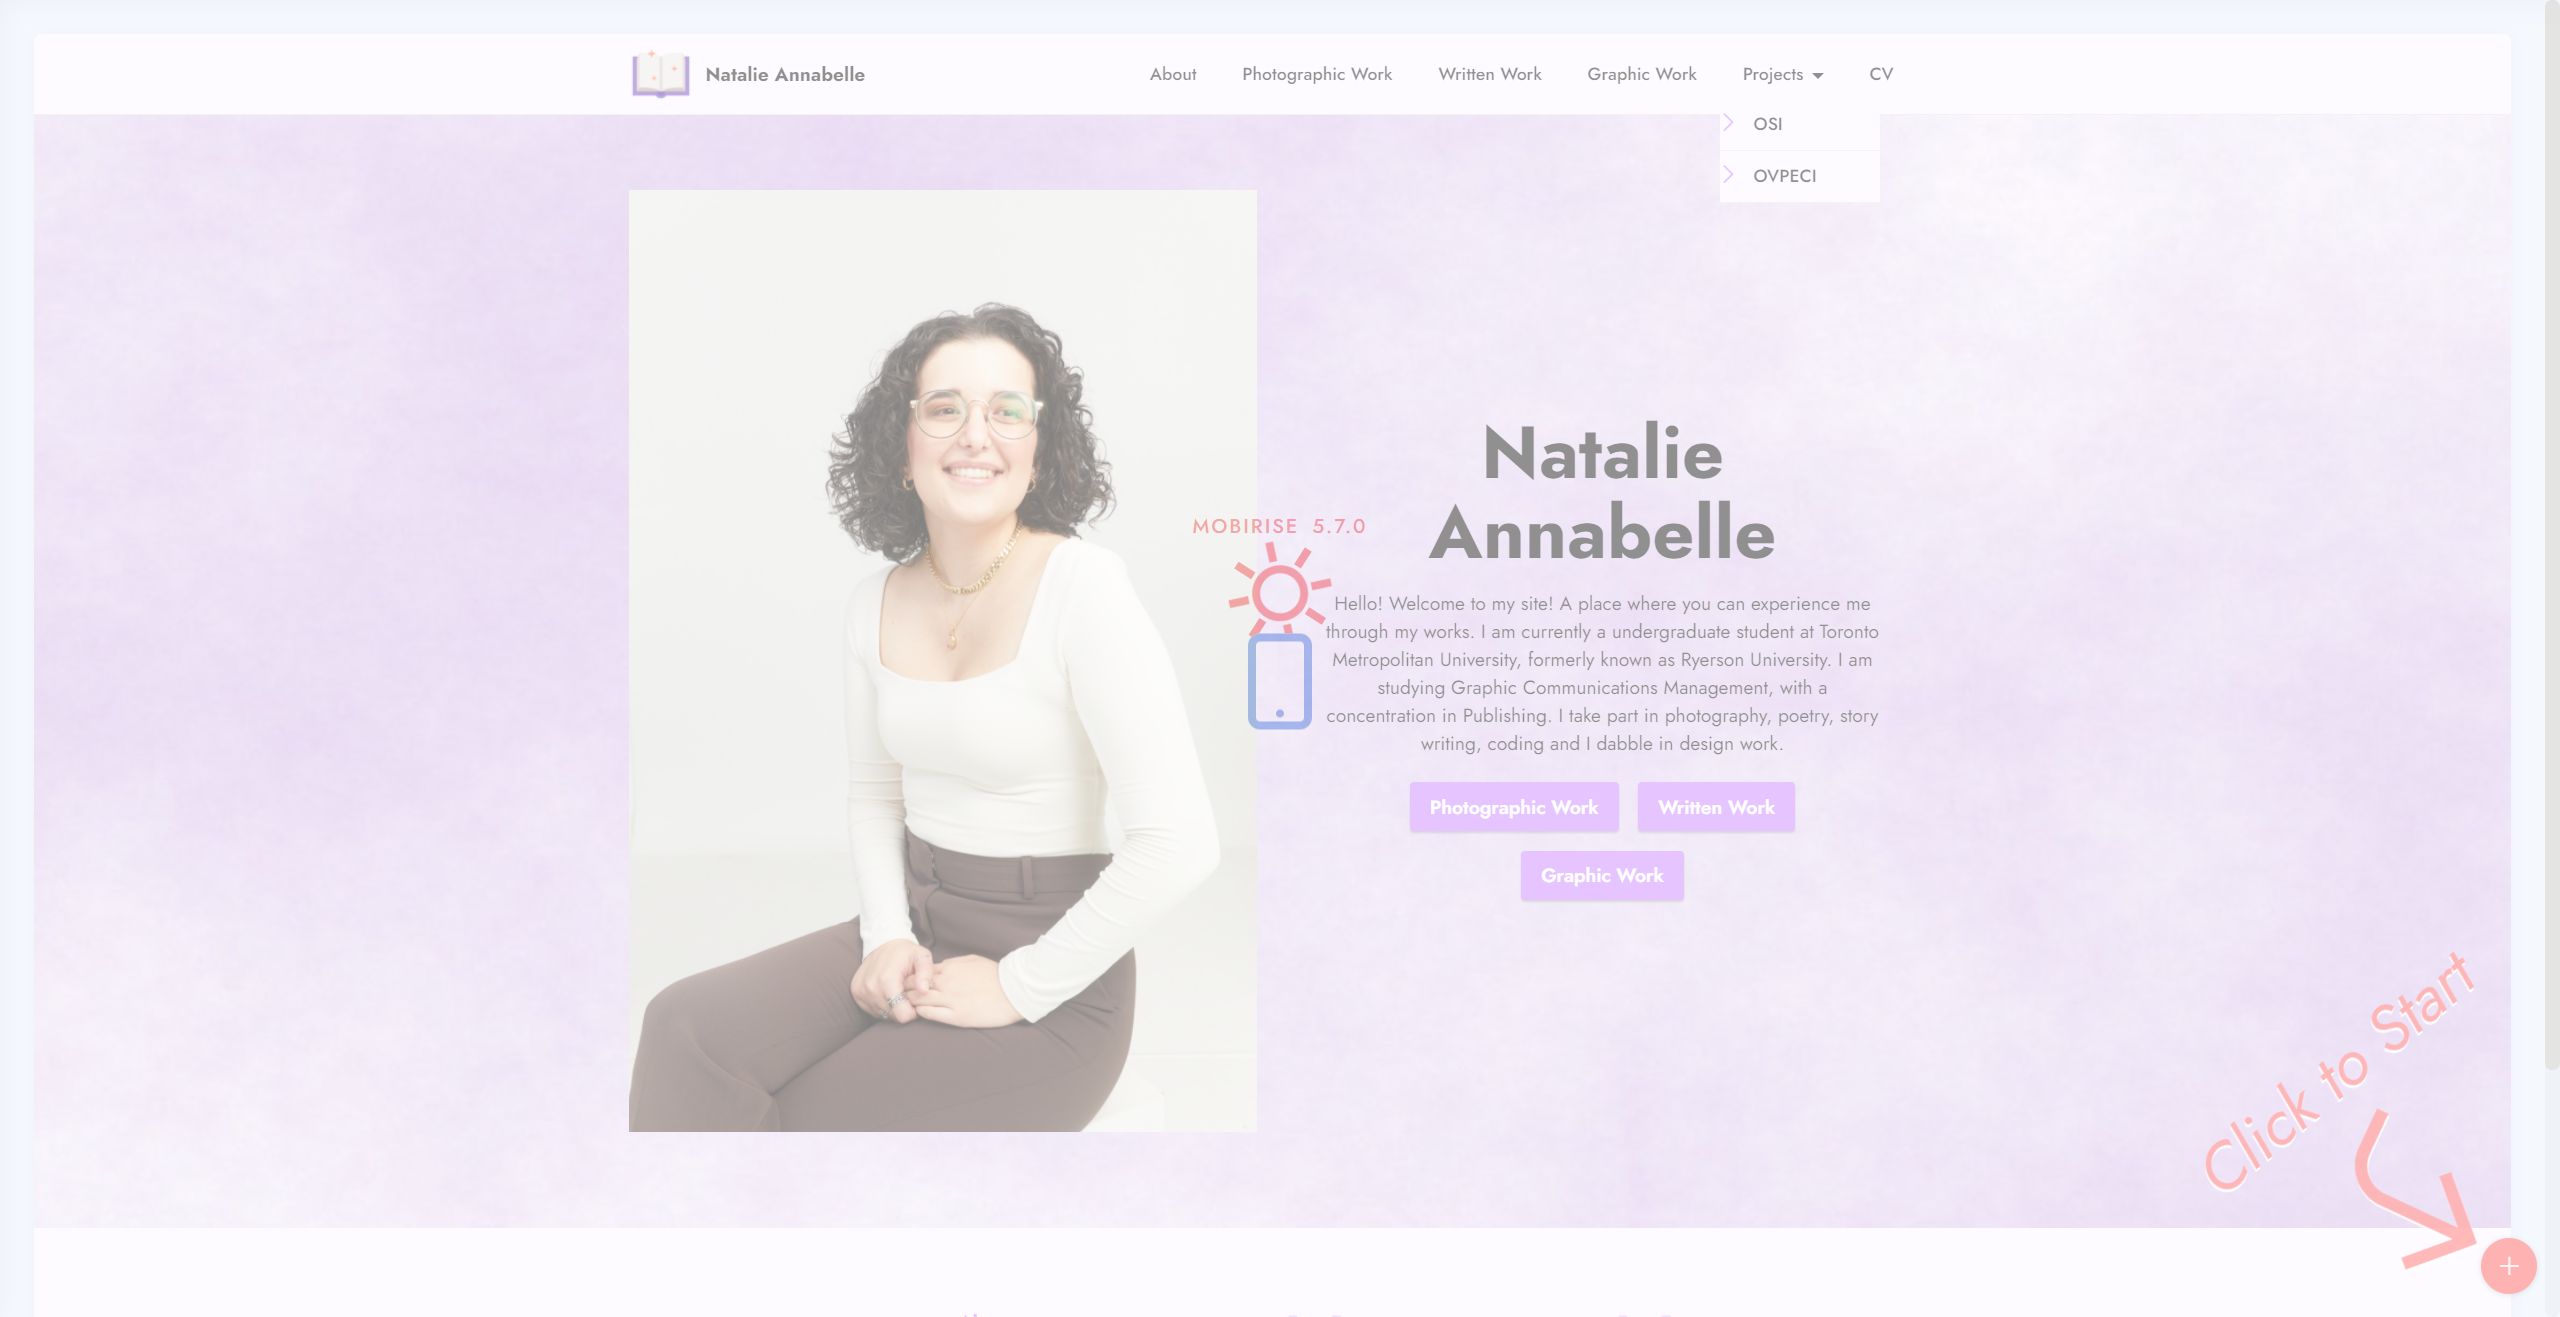 Natalie Annabelle
About
Photographic Work
Written Work
Graphic Work
Projects
CV
OSI
OVPECI
Natalie
Annabelle
MOBIRISE 5.7.0
Hello! Welcome to my site! A place where you can experience me
through my works. I am currently a undergraduate student at Toronto
Metropolitan University, formerly known as Ryerson University. I am
studying Graphic Communications Management, with a
concentration in Publishing. I take part in photography, poetry, story
writing, coding and I dabble in design work.
Photographic Work
Written Work
Graphic Work
Click to Start